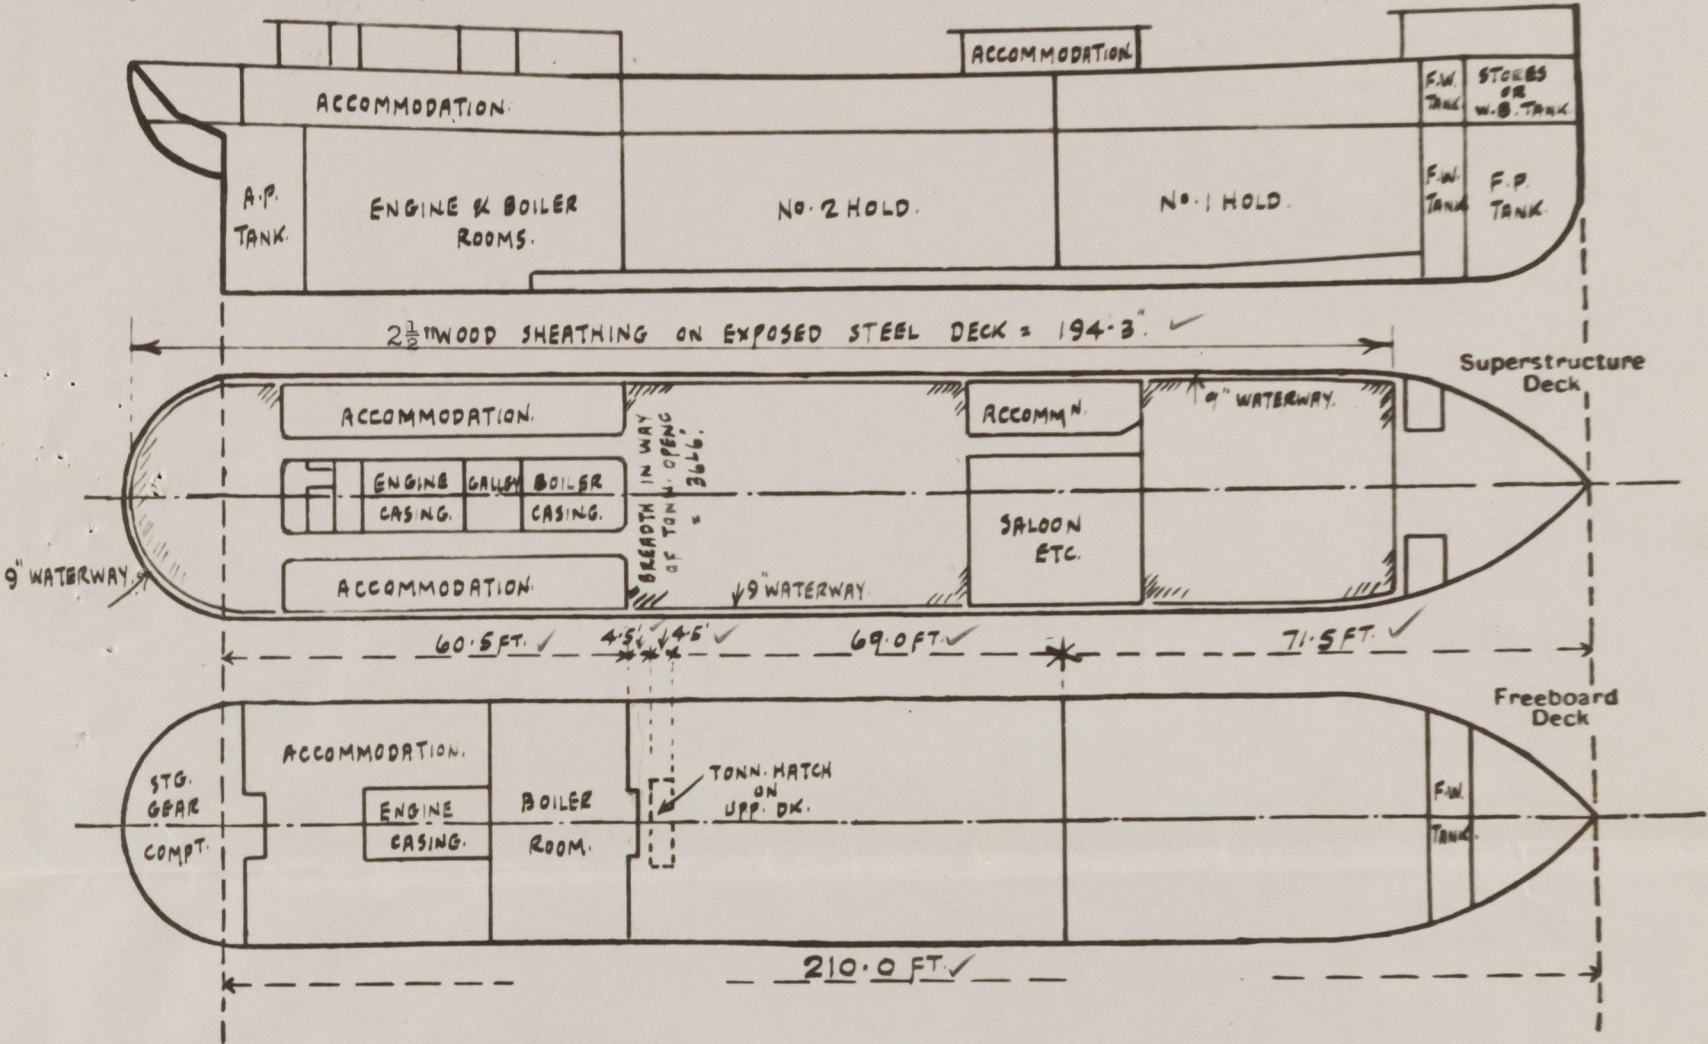 ACCOMMODATION
F.W.
TANK
STORES
OR
W.B. TANK
ACCOMMODATION.
A.P.
TANK.
ENGINE & BOILER
ROOMS.
No. 2 HOLD.
No. 1 HOLD.
F.W.
TANK
F.P.
TANK.
2½" WOOD SHEATHING ON EXPOSED STEEL DECK = 194'-3". ✓
Superstructure
Deck
ACCOMMODATION.
ACCOMMN.
9" WATERWAY.
ENGINE
CASING.
GALLEY
BOILER
CASING.
BREADTH IN WAY
OF TONN. OPENG
SALOON
ETC.
9" WATERWAY.
ACCOMMODATION.
9" WATERWAY.
60.5 FT. ✓
4.5' ✓
4.5' ✓
69.0 FT. ✓
71.5 FT. ✓
Freeboard
Deck
ACCOMMODATION.
STG.
GEAR
COMPT.
ENGINE
CASING.
BOILER
ROOM.
TONN. HATCH
ON
UPP. DK.
F.W.
TANK.
210.0 FT. ✓